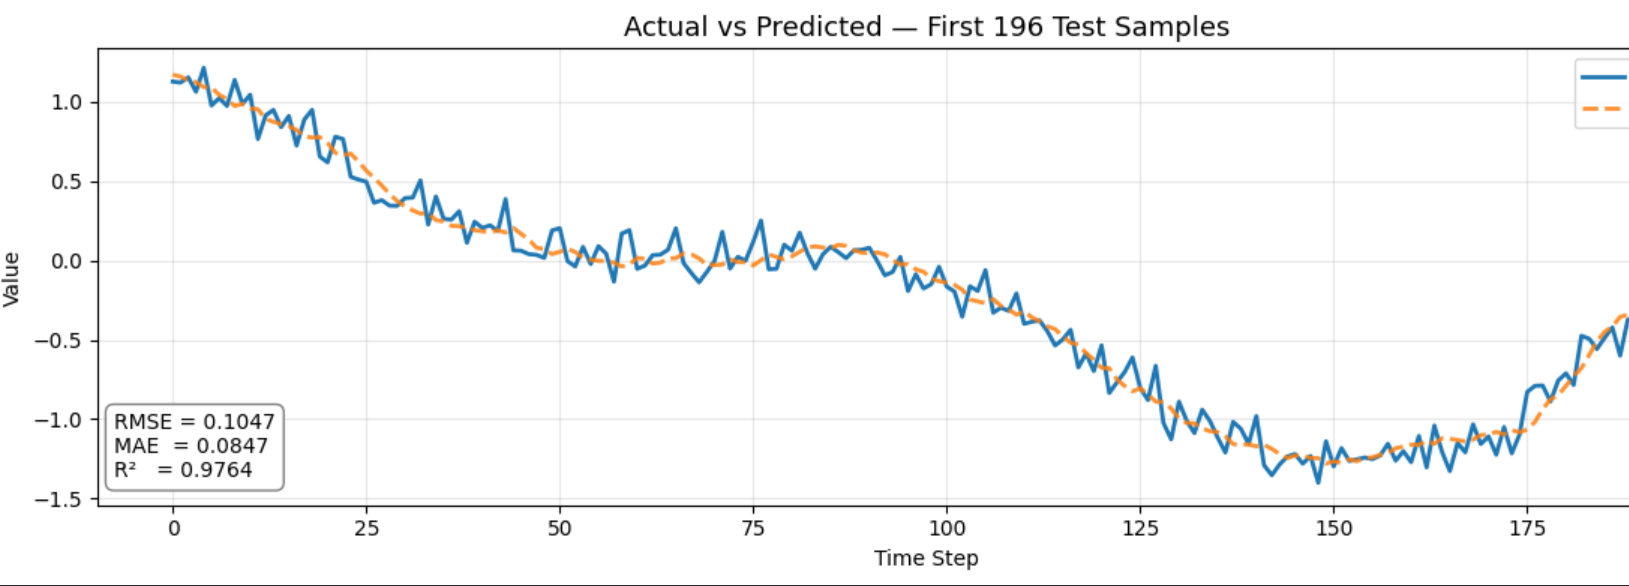 Actual vs Predicted — First 196 Test Samples
Value
1.0
0.5
0.0
−0.5
−1.0
−1.5
RMSE = 0.1047
MAE = 0.0847
R² = 0.9764
0 25 50 75 100 125 150 175
Time Step